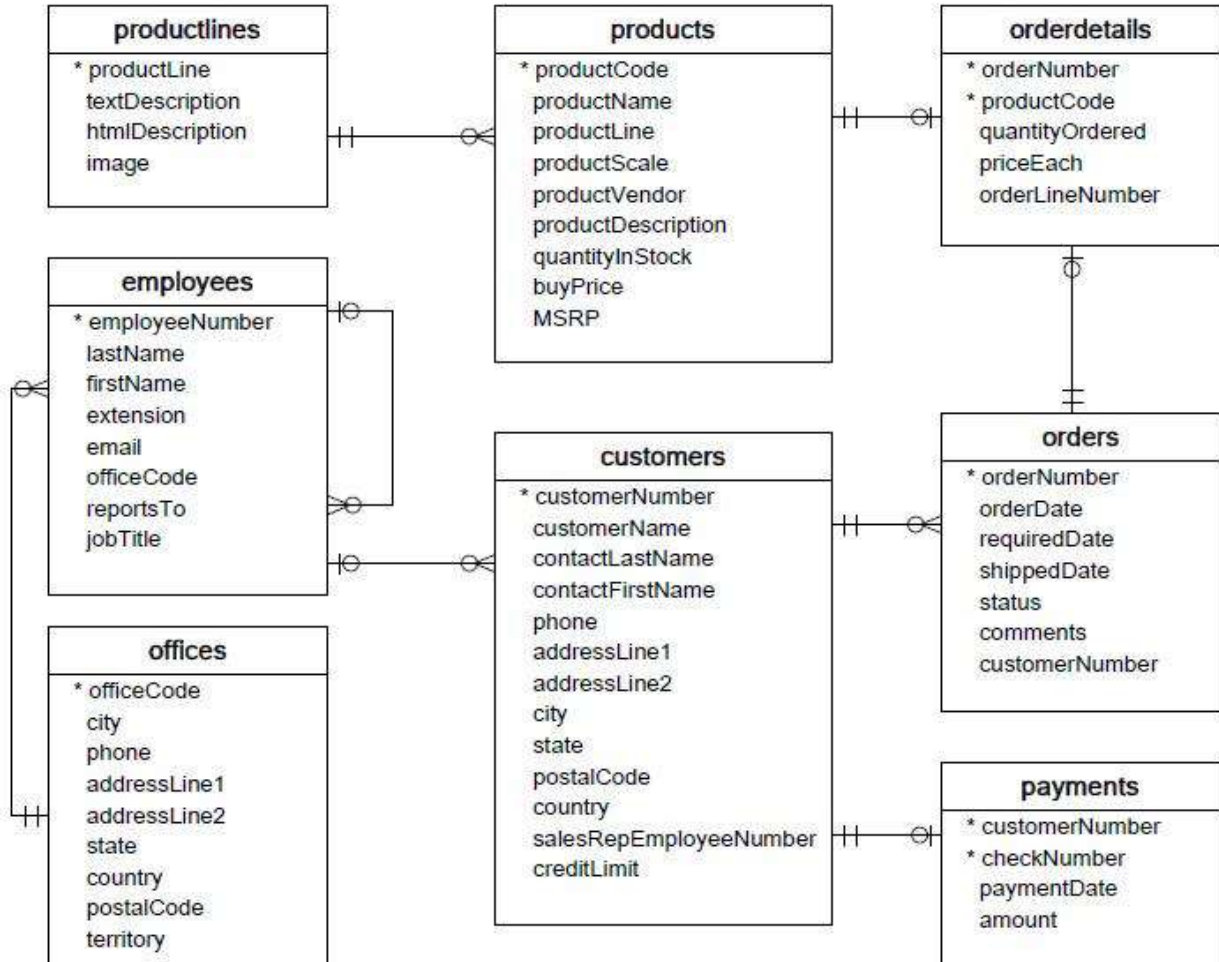 productlines
* productLine
textDescription
htmlDescription
image
products
* productCode
productName
productLine
productScale
productVendor
productDescription
quantityInStock
buyPrice
MSRP
orderdetails
* orderNumber
* productCode
quantityOrdered
priceEach
orderLineNumber
employees
* employeeNumber
lastName
firstName
extension
email
officeCode
reportsTo
jobTitle
customers
* customerNumber
customerName
contactLastName
contactFirstName
phone
addressLine1
addressLine2
city
state
postalCode
country
salesRepEmployeeNumber
creditLimit
orders
* orderNumber
orderDate
requiredDate
shippedDate
status
comments
customerNumber
offices
* officeCode
city
phone
addressLine1
addressLine2
state
country
postalCode
territory
payments
* customerNumber
* checkNumber
paymentDate
amount